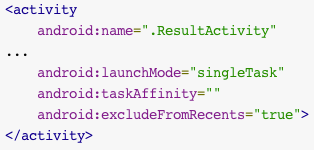 <activity
    android:name=".ResultActivity"
...
    android:launchMode="singleTask"
    android:taskAffinity=""
    android:excludeFromRecents="true">
</activity>